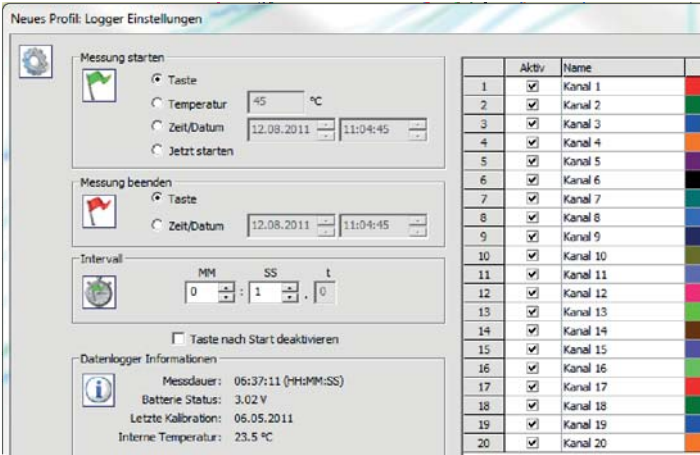 Neues Profil: Logger Einstellungen
Messung starten
Taste
Temperatur 45 °C
Zeit/Datum 12.08.2011 11:04:45
Jetzt starten
Messung beenden
Taste
Zeit/Datum 12.08.2011 11:04:45
Intervall
MM SS t
0 : 1 . 0
Taste nach Start deaktivieren
Datenlogger Informationen
Messdauer: 06:37:11 (HH:MM:SS)
Batterie Status: 3.02 V
Letzte Kalibration: 06.05.2011
Interne Temperatur: 23.5 °C
Aktiv Name
1 Kanal 1
2 Kanal 2
3 Kanal 3
4 Kanal 4
5 Kanal 5
6 Kanal 6
7 Kanal 7
8 Kanal 8
9 Kanal 9
10 Kanal 10
11 Kanal 11
12 Kanal 12
13 Kanal 13
14 Kanal 14
15 Kanal 15
16 Kanal 16
17 Kanal 17
18 Kanal 18
19 Kanal 19
20 Kanal 20